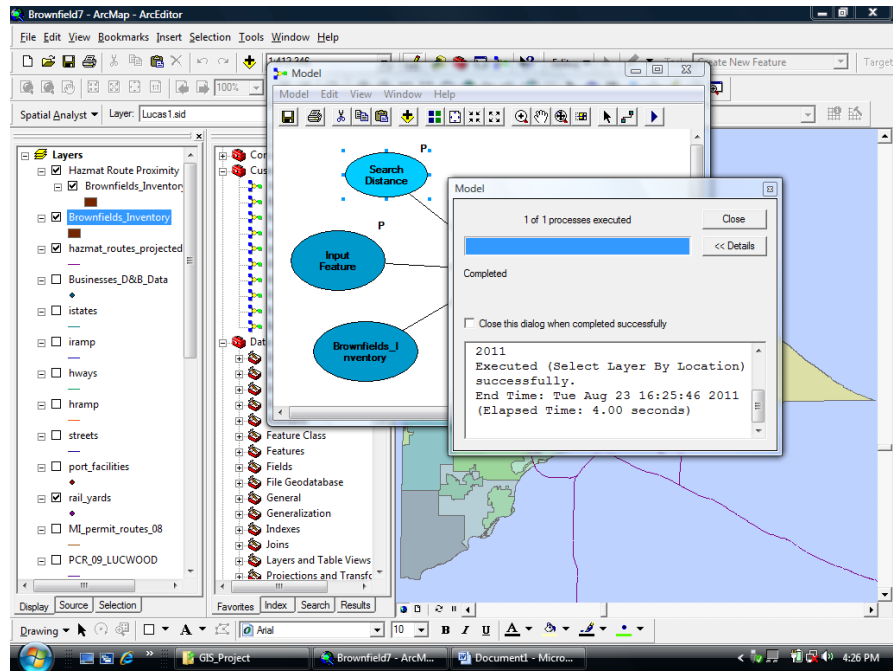 Brownfield7 - ArcMap - ArcEditor
File Edit View Bookmarks Insert Selection Tools Window Help
Create New Feature
Target
100%
Spatial Analyst Layer: Lucas1.sid
Layers
Hazmat Route Proximity
Brownfields_Inventory
Brownfields_Inventory
hazmat_routes_projected
Businesses_D&B_Data
istates
iramp
hways
hramp
streets
port_facilities
rail_yards
MI_permit_routes_08
PCR_09_LUCWOOD
Display Source Selection
Feature Class
Features
Fields
File Geodatabase
General
Generalization
Indexes
Joins
Layers and Table Views
Projections and Transfc
Favorites Index Search Results
Model
Model Edit View Window Help
P
Search
Distance
P
Input
Feature
Brownfields_I
nventory
Model
1 of 1 processes executed
Close
<< Details
Completed
Close this dialog when completed successfully
2011
Executed (Select Layer By Location)
successfully.
End Time: Tue Aug 23 16:25:46 2011
(Elapsed Time: 4.00 seconds)
Drawing A Arial 10 B I U A
GIS_Project Brownfield7 - ArcM... Document1 - Micro... 4:26 PM